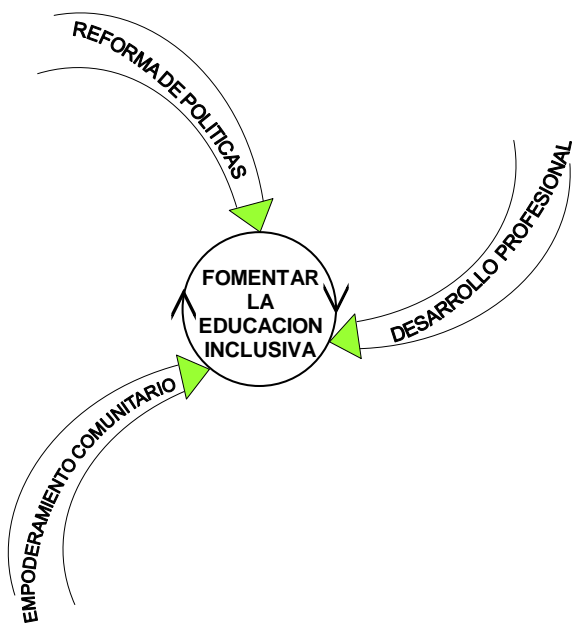 REFORMA DE POLITICAS
DESARROLLO PROFESIONAL
FOMENTAR
LA
EDUCACION
INCLUSIVA
EMPODERAMIENTO COMUNITARIO